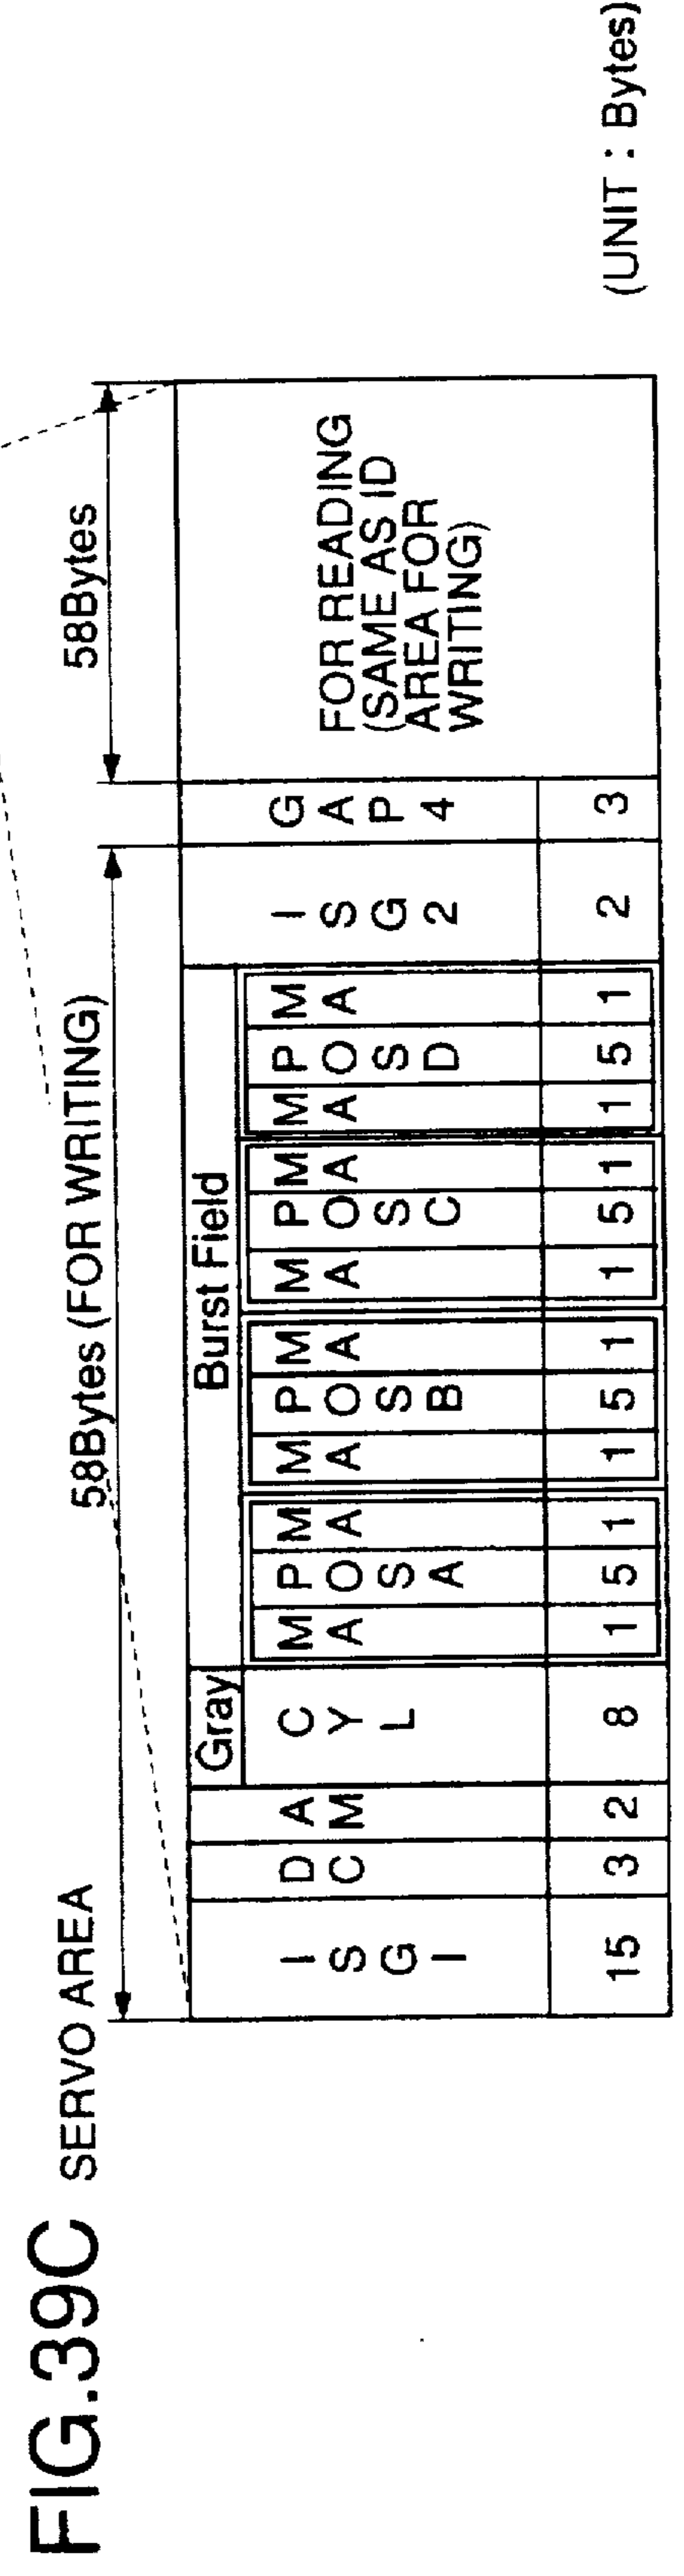 FIG.39C SERVO AREA
58Bytes (FOR WRITING)
58Bytes
Gray
Burst Field
ISGI
DC
AM
CYL
MA
POSA
MA
MA
POSB
MA
MA
POSC
MA
MA
POSD
MA
ISG2
GAP4
FOR READING
(SAME AS ID
AREA FOR
WRITING)
15 3 2 8 1 5 1 1 5 1 1 5 1 1 5 1 2 3
(UNIT : Bytes)